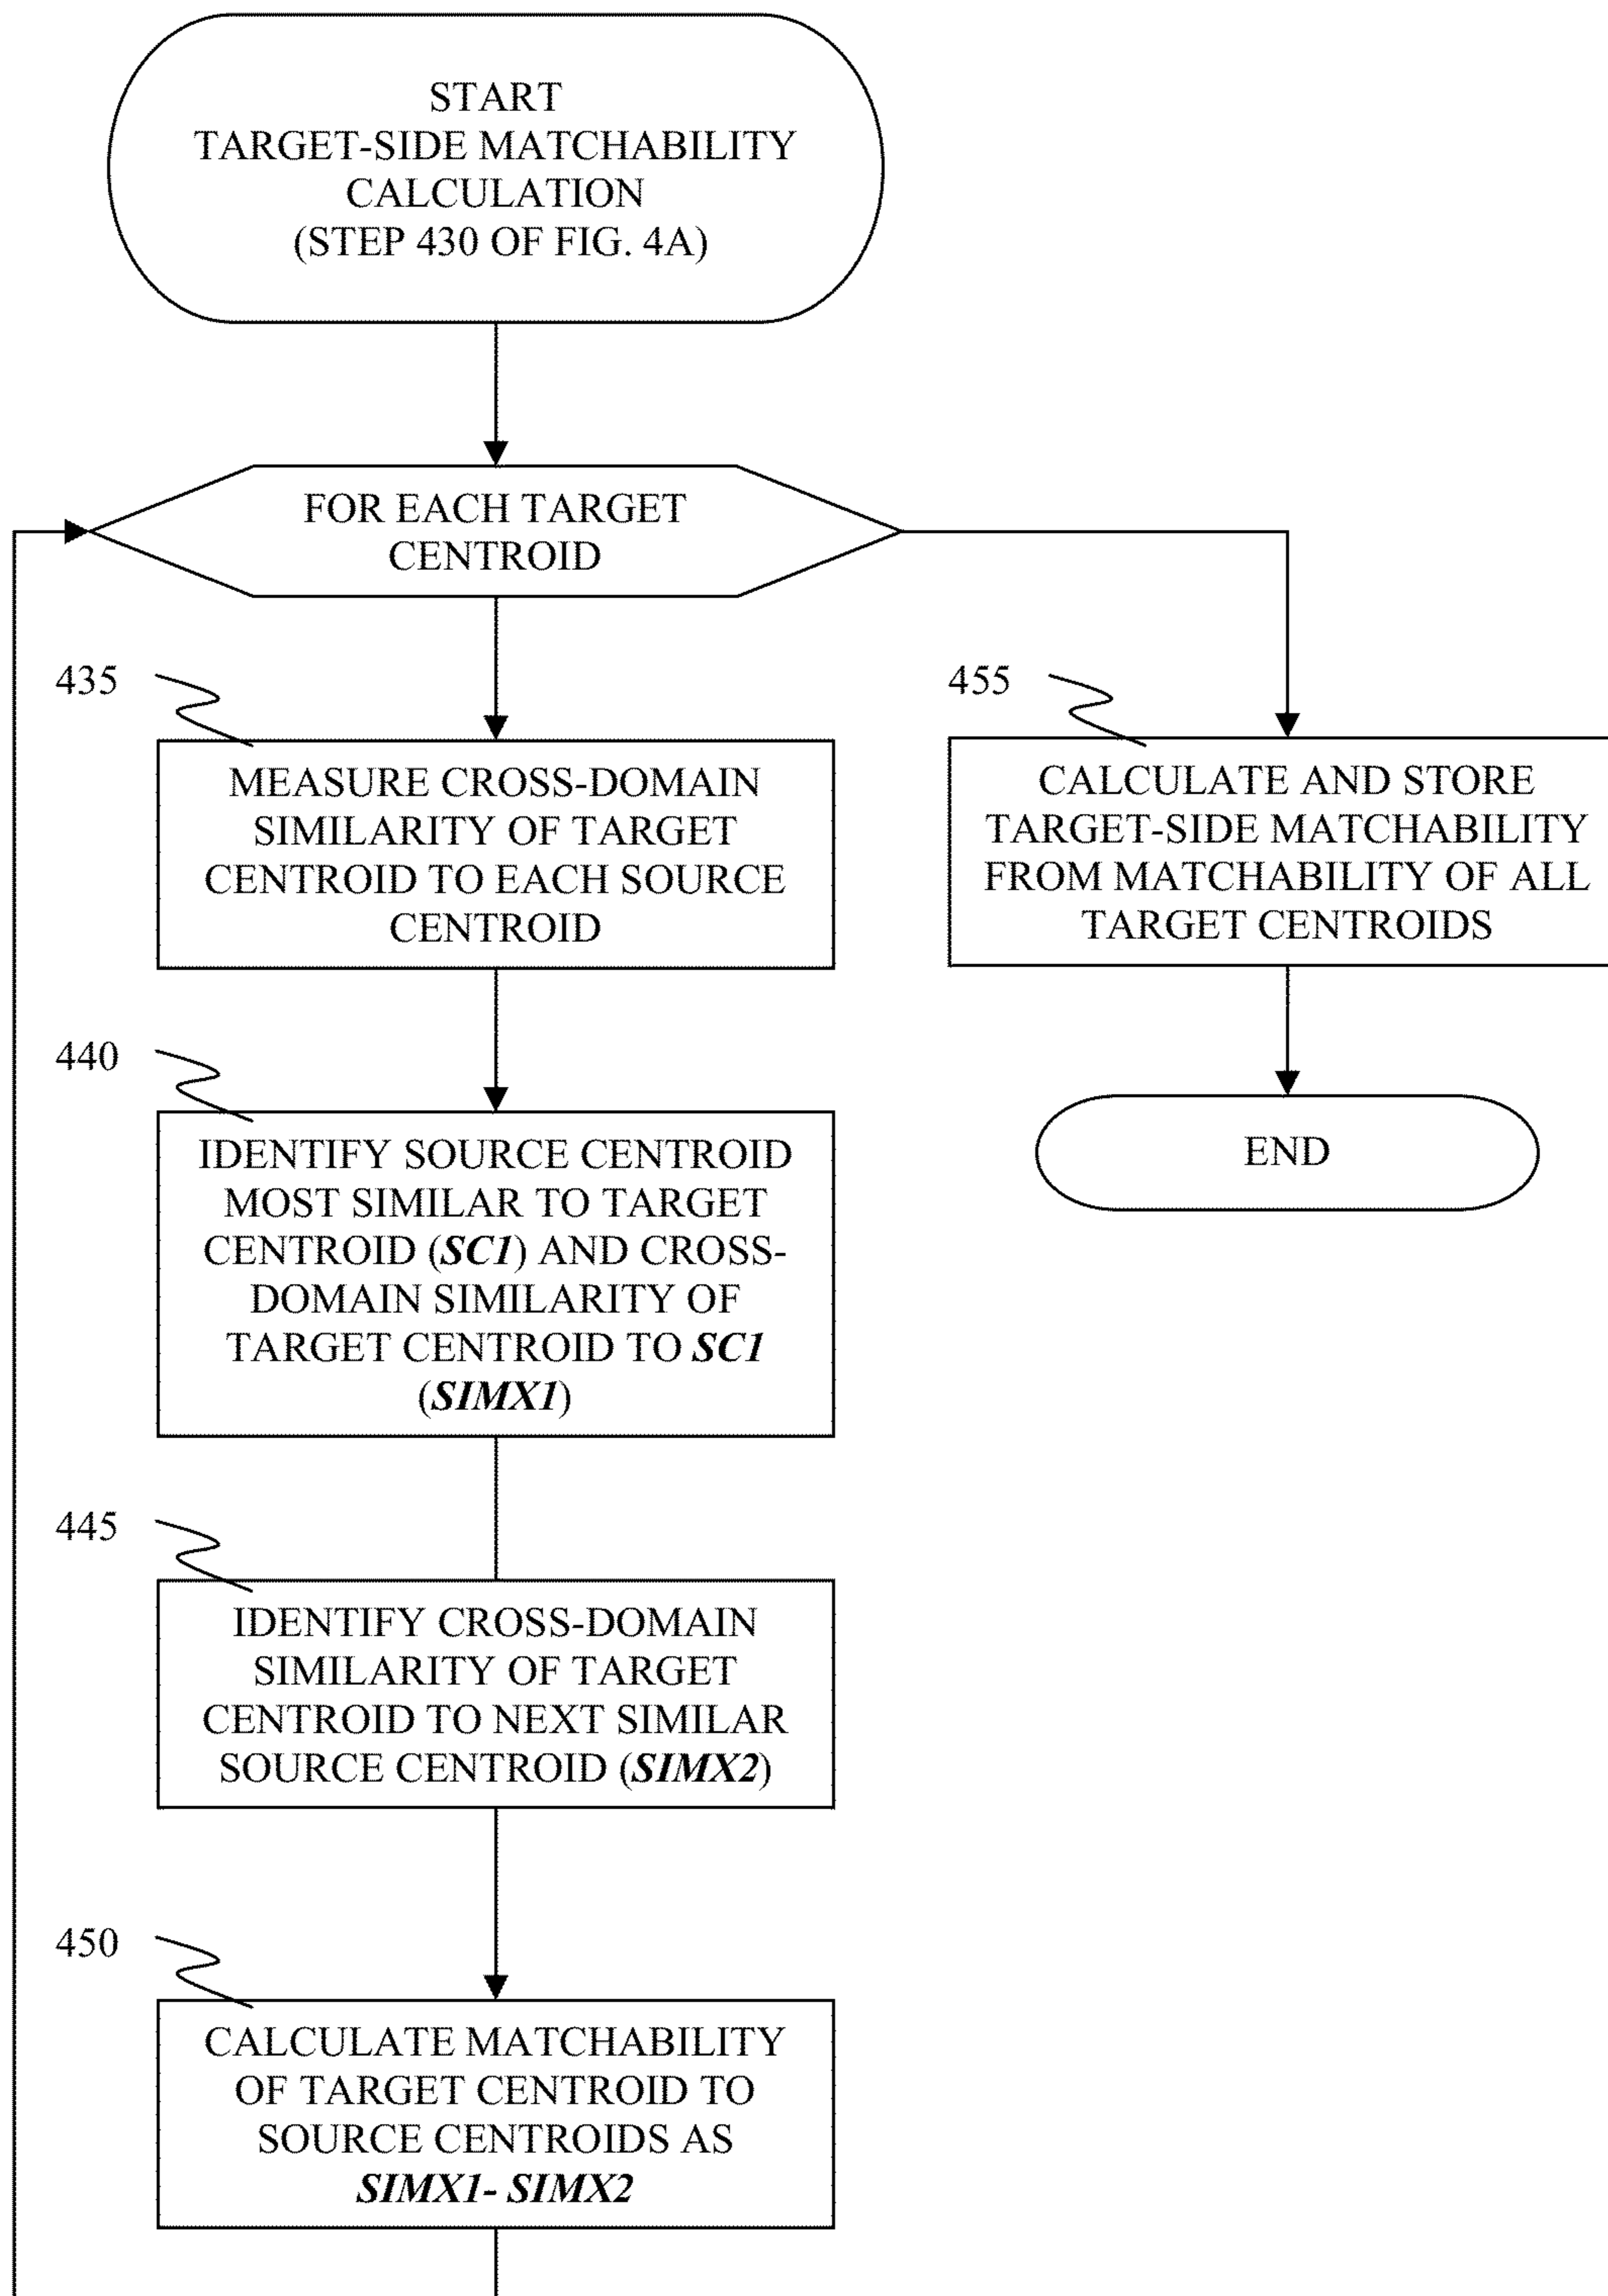 START
TARGET-SIDE MATCHABILITY
CALCULATION
(STEP 430 OF FIG. 4A)
FOR EACH TARGET
CENTROID
435
MEASURE CROSS-DOMAIN
SIMILARITY OF TARGET
CENTROID TO EACH SOURCE
CENTROID
440
IDENTIFY SOURCE CENTROID
MOST SIMILAR TO TARGET
CENTROID (SC1) AND CROSS-
DOMAIN SIMILARITY OF
TARGET CENTROID TO SC1
(SIMX1)
445
IDENTIFY CROSS-DOMAIN
SIMILARITY OF TARGET
CENTROID TO NEXT SIMILAR
SOURCE CENTROID (SIMX2)
450
CALCULATE MATCHABILITY
OF TARGET CENTROID TO
SOURCE CENTROIDS AS
SIMX1- SIMX2
455
CALCULATE AND STORE
TARGET-SIDE MATCHABILITY
FROM MATCHABILITY OF ALL
TARGET CENTROIDS
END